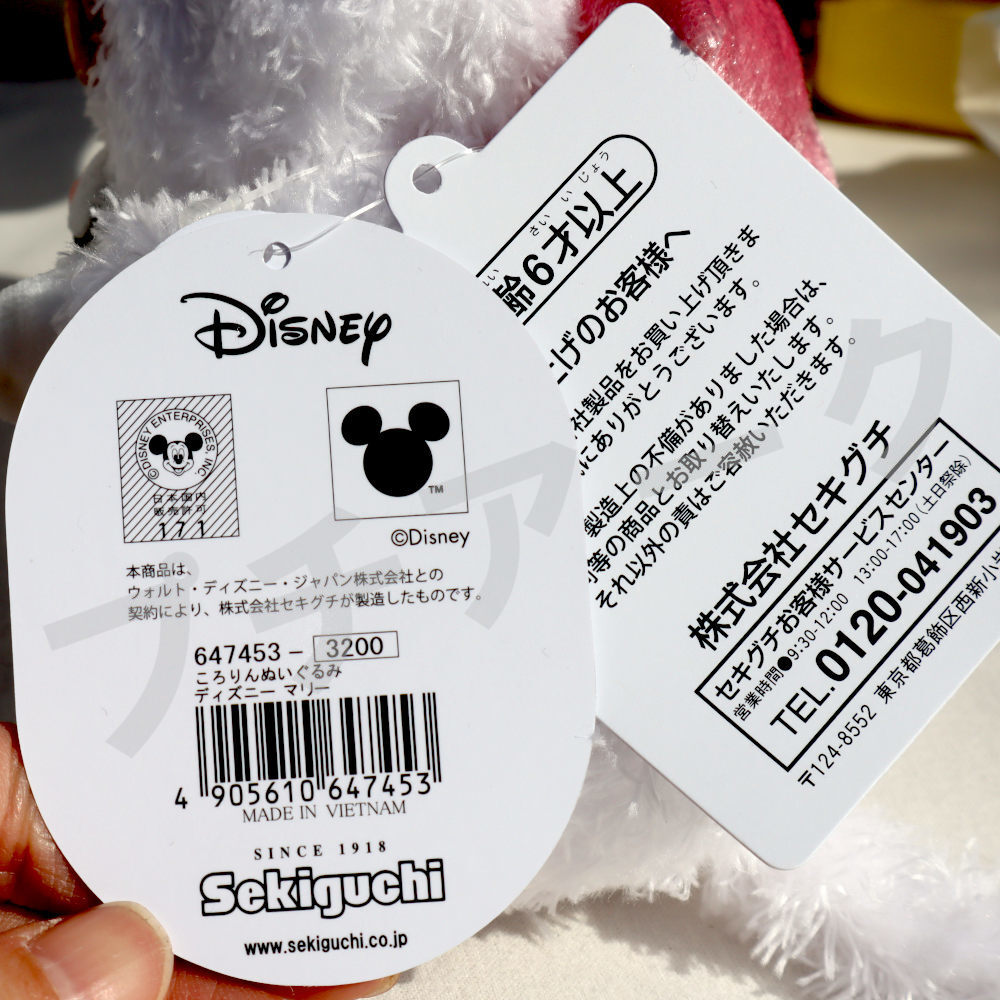 Disney
©DISNEY ENTERPRISES, INC.
日本国内
販売許可
171
TM
©Disney
本商品は、
ウォルト・ディズニー・ジャパン株式会社との
契約により、株式会社セキグチが製造したものです。
647453 - 3200
ころりんぬいぐるみ
ディズニー マリー
4 905610 647453
MADE IN VIETNAM
SINCE 1918
Sekiguchi
www.sekiguchi.co.jp
さい いじょう
齢6才以上
上げのお客様へ
社製品をお買い上げ頂きま
にありがとうございます。
製造上の不備がありました場合は、
等の商品とお取り替えいたします。
それ以外の責はご容赦いただきます。
株式会社セキグチ
セキグチお客様サービスセンター
営業時間●9:30-12:00 13:00-17:00(土日祭除)
TEL.0120-041903
〒124-8552 東京都葛飾区西新小
プチアニク